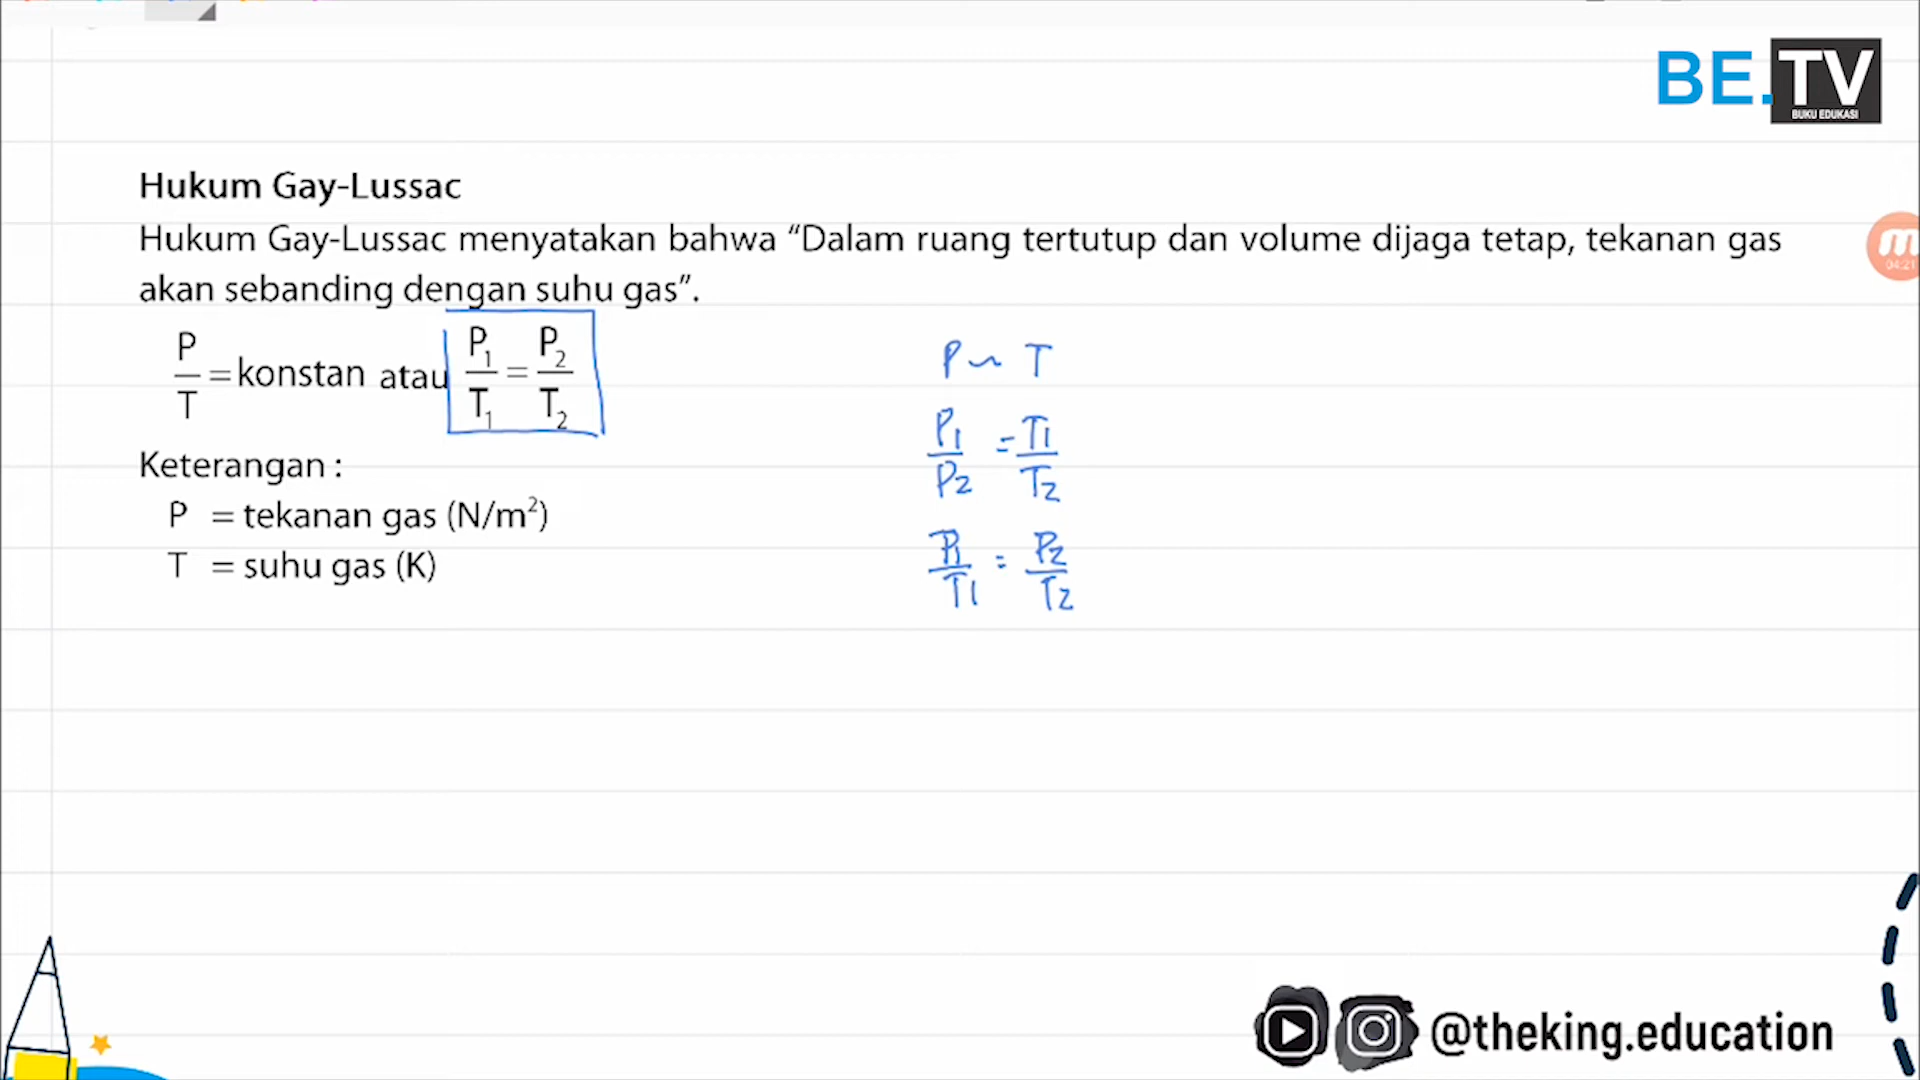 BE.TV
BUKU EDUKASI
Hukum Gay-Lussac
Hukum Gay-Lussac menyatakan bahwa “Dalam ruang tertutup dan volume dijaga tetap, tekanan gas
akan sebanding dengan suhu gas”.
04:21
P/T = konstan atau P₁/T₁ = P₂/T₂
P ~ T
P1/P2 = T1/T2
P1/T1 = P2/T2
Keterangan :
P = tekanan gas (N/m²)
T = suhu gas (K)
@theking.education